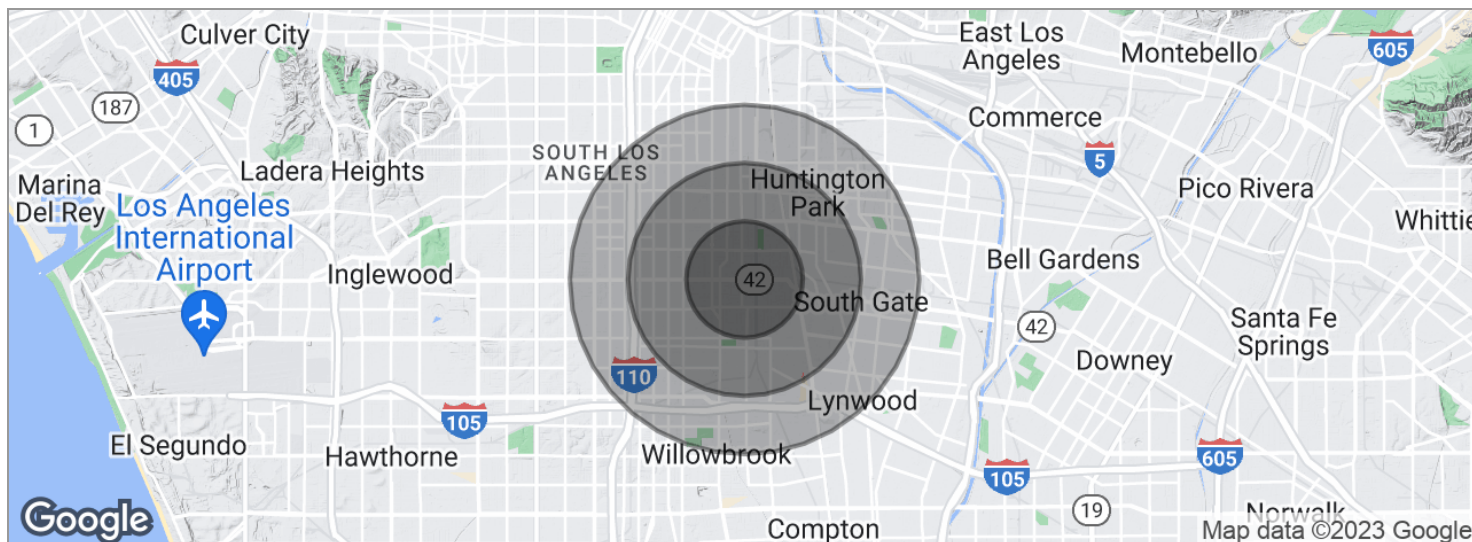 Culver City
405
187
1
Ladera Heights
Marina
Del Rey
Los Angeles
International
Airport
Inglewood
El Segundo
Hawthorne
105
SOUTH LOS
ANGELES
Huntington
Park
42
South Gate
110
Lynwood
Willowbrook
Compton
East Los
Angeles
Montebello
605
Commerce
5
Pico Rivera
Whittie
Bell Gardens
42
Santa Fe
Springs
Downey
605
105
19
Norwalk
Google
Map data ©2023 Google